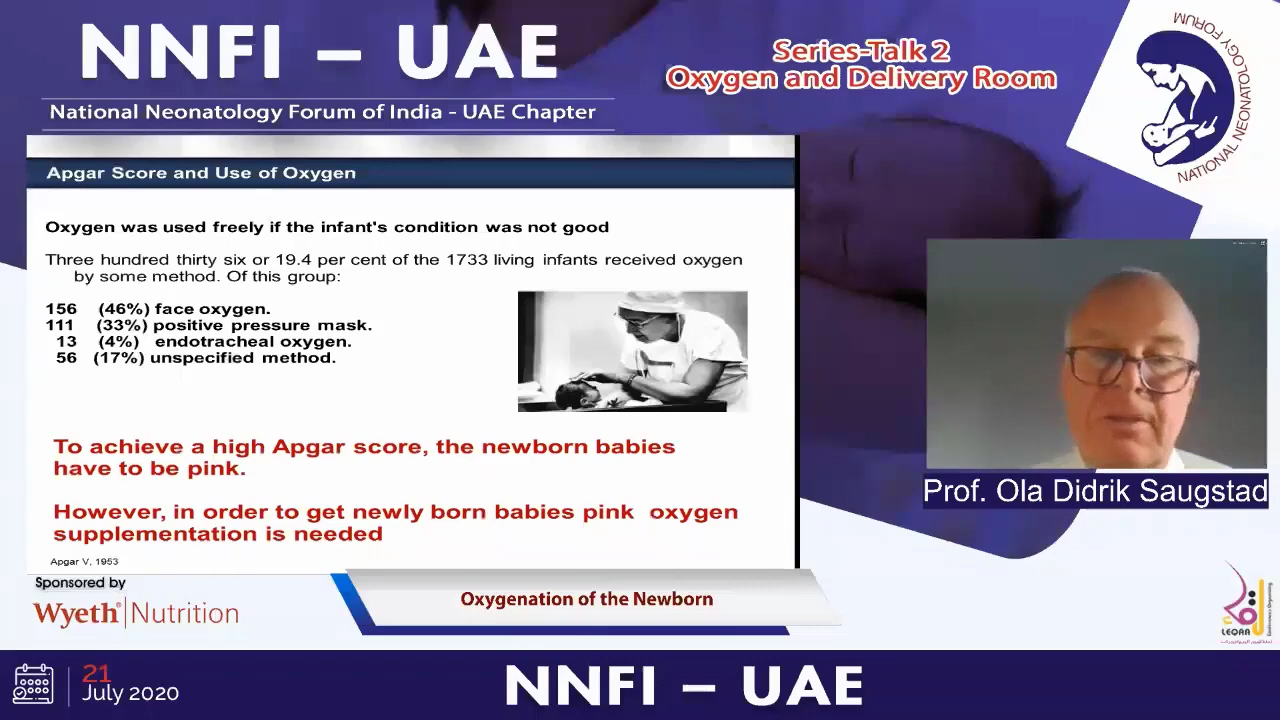 NNFI – UAE
National Neonatology Forum of India - UAE Chapter
Series-Talk 2
Oxygen and Delivery Room
NATIONAL NEONATOLOGY FORUM
Apgar Score and Use of Oxygen
Oxygen was used freely if the infant's condition was not good
Three hundred thirty six or 19.4 per cent of the 1733 living infants received oxygen
by some method. Of this group:
156 (46%) face oxygen.
111 (33%) positive pressure mask.
13 (4%) endotracheal oxygen.
56 (17%) unspecified method.
To achieve a high Apgar score, the newborn babies
have to be pink.
However, in order to get newly born babies pink oxygen
supplementation is needed
Apgar V, 1953
Prof. Ola Didrik Saugstad
Sponsored by
Wyeth® Nutrition
Oxygenation of the Newborn
LEQAA
21
July 2020
NNFI – UAE